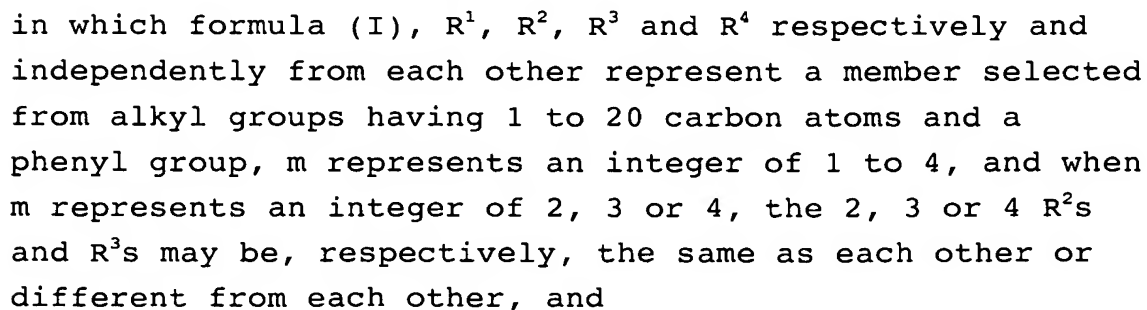 in which formula (I), R¹, R², R³ and R⁴ respectively and
independently from each other represent a member selected
from alkyl groups having 1 to 20 carbon atoms and a
phenyl group, m represents an integer of 1 to 4, and when
m represents an integer of 2, 3 or 4, the 2, 3 or 4 R²s
and R³s may be, respectively, the same as each other or
different from each other, and